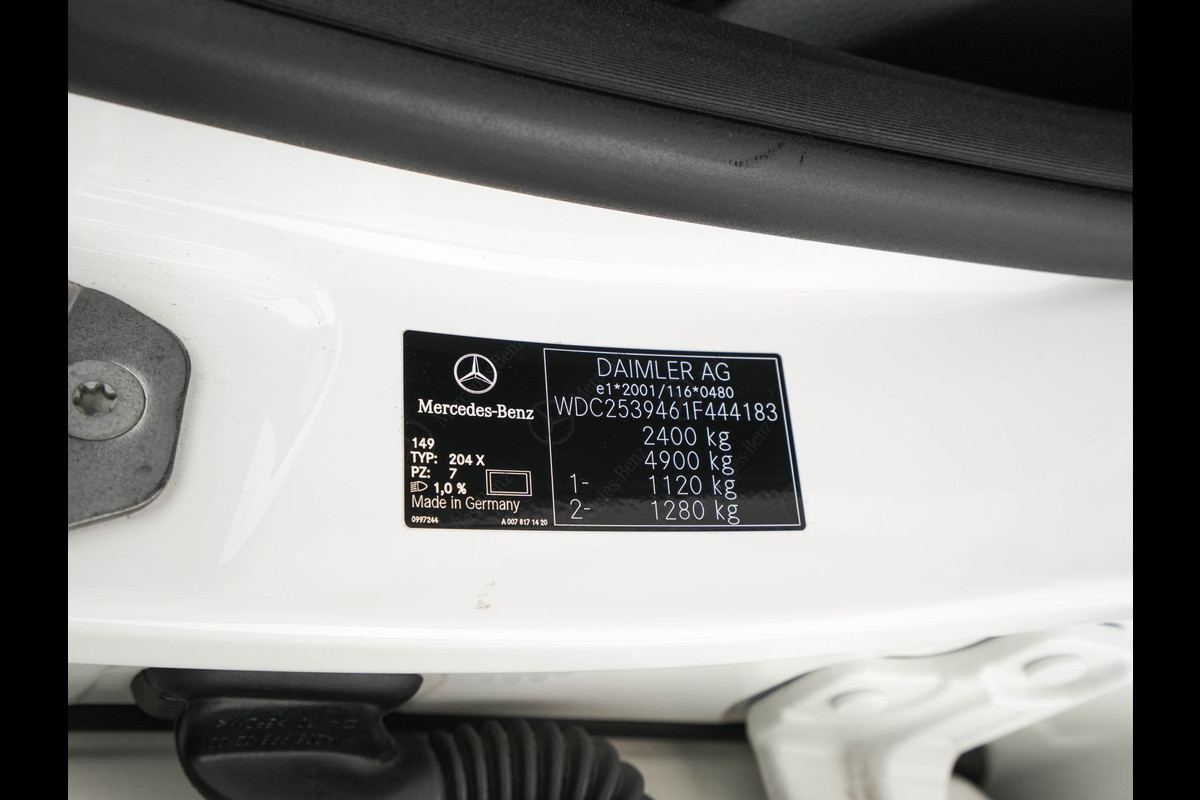 Mercedes-Benz
149
TYP: 204 X
PZ: 7
1,0 %
Made in Germany
0997244
A 007 817 14 20
DAIMLER AG
e1*2001/116*0480
WDC2539461F444183
2400 kg
4900 kg
1- 1120 kg
2- 1280 kg